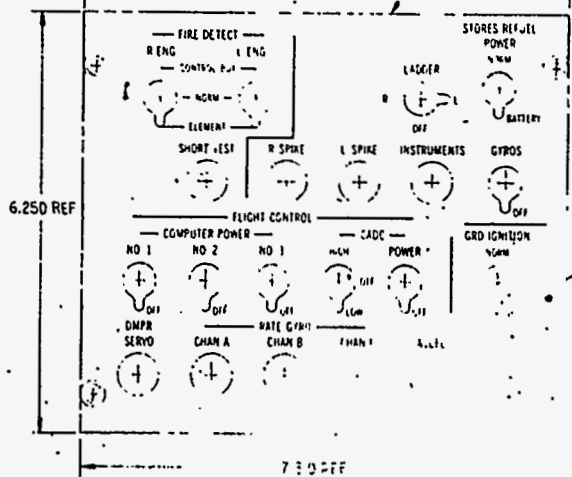 FIRE DETECT
R ENG
L ENG
CONTROL BOX
NORM
ELEMENT
STORES REFUEL
POWER
NORM
BATTERY
LADDER
R
L
OFF
SHORT TEST
R SPIKE
L SPIKE
INSTRUMENTS
GYROS
OFF
6.250 REF
FLIGHT CONTROL
COMPUTER POWER
CADC
GRD IGNITION
NORM
NO 1
NO 2
NO 3
HIGH
POWER
OFF
OFF
OFF
OFF
LOW
OFF
RATE GYRO
DMPR
SERVO
CHAN A
CHAN B
REF